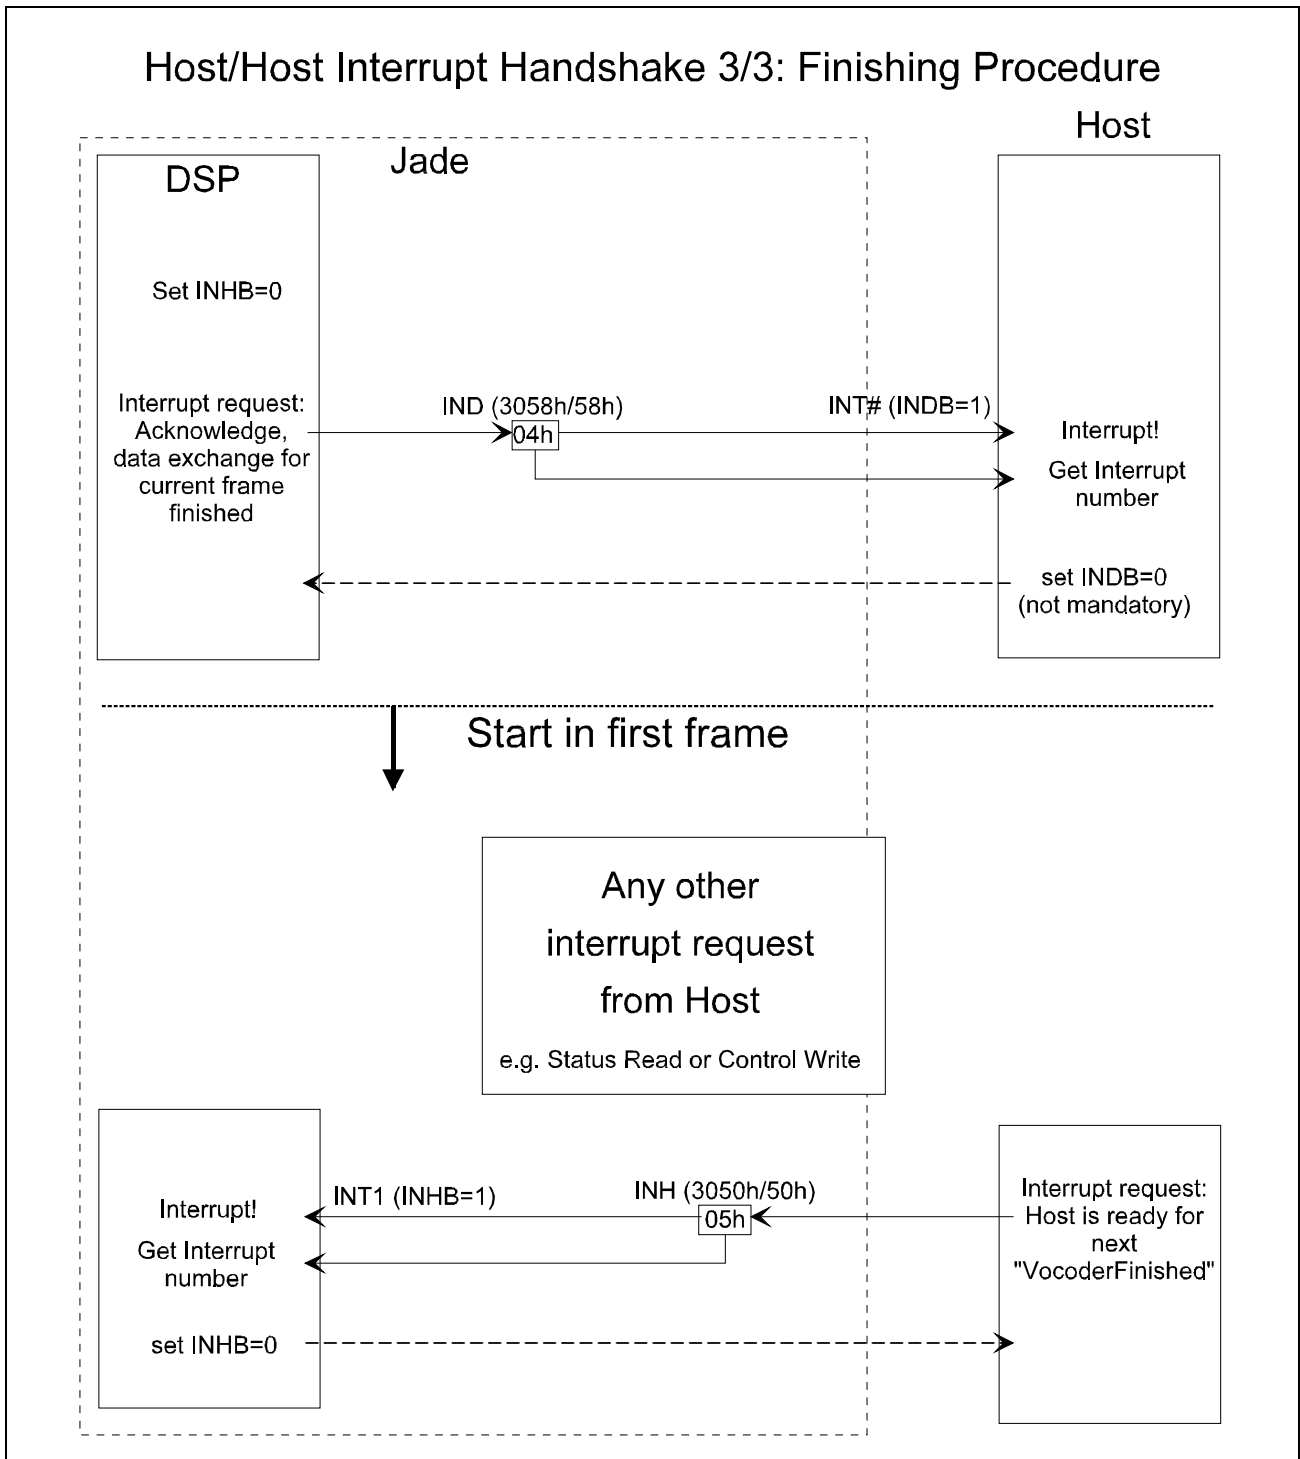 Host/Host Interrupt Handshake 3/3: Finishing Procedure
Host
Jade
DSP
Set INHB=0
Interrupt request:
Acknowledge,
data exchange for
current frame
finished
IND (3058h/58h)
04h
INT# (INDB=1)
Interrupt!
Get Interrupt
number
set INDB=0
(not mandatory)
Start in first frame
Any other
interrupt request
from Host
e.g. Status Read or Control Write
Interrupt!
Get Interrupt
number
set INHB=0
INT1 (INHB=1)
INH (3050h/50h)
05h
Interrupt request:
Host is ready for
next
"VocoderFinished"